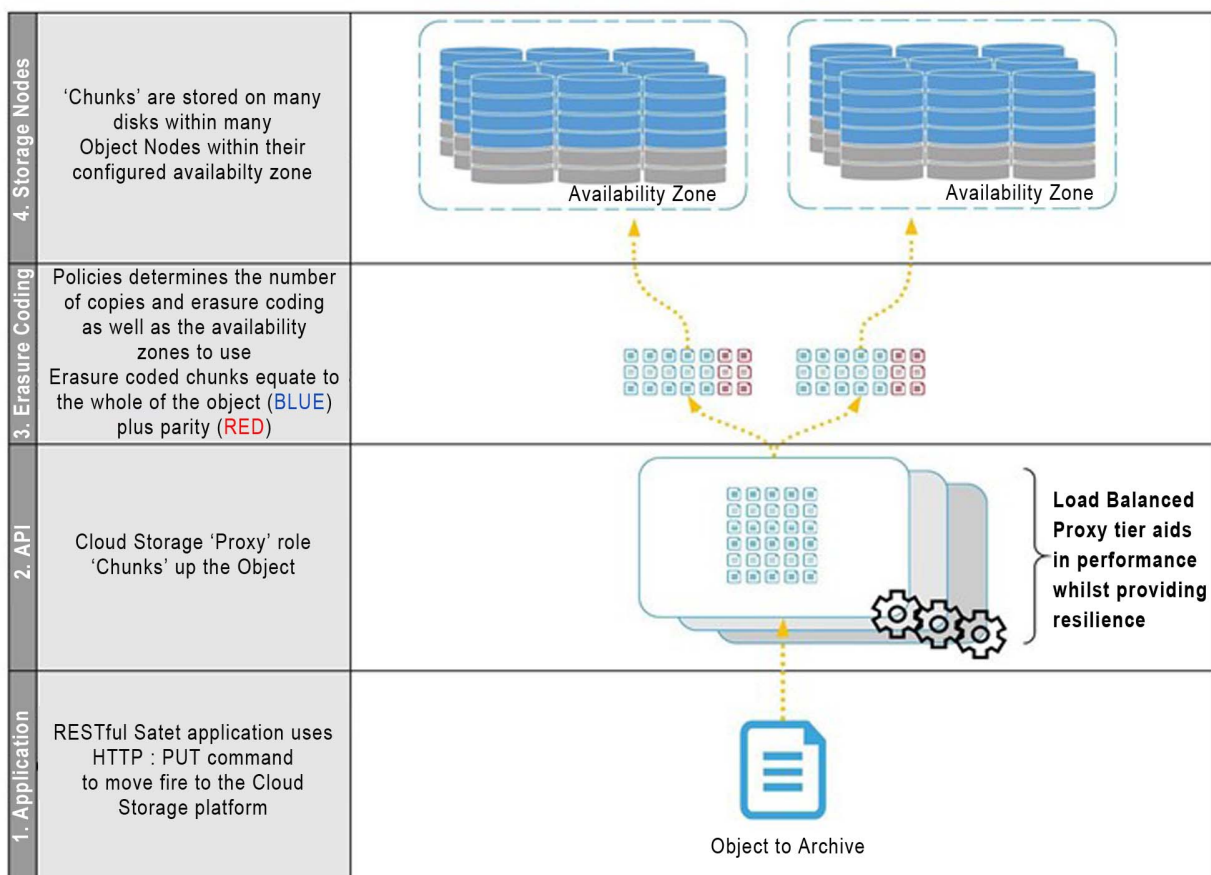 4. Storage Nodes
‘Chunks’ are stored on many
disks within many
Object Nodes within their
configured availabilty zone
Availability Zone
Availability Zone
3. Erasure Coding
Policies determines the number
of copies and erasure coding
as well as the availability
zones to use
Erasure coded chunks equate to
the whole of the object (BLUE)
plus parity (RED)
2. API
Cloud Storage ‘Proxy’ role
‘Chunks’ up the Object
Load Balanced
Proxy tier aids
in performance
whilst providing
resilience
1. Application
RESTful Satet application uses
HTTP : PUT command
to move fire to the Cloud
Storage platform
Object to Archive